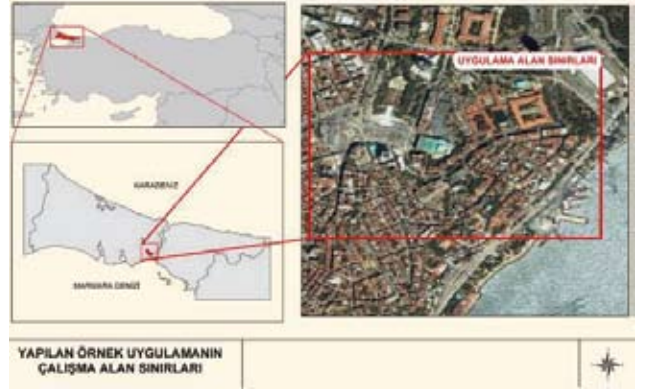 UYGULAMA ALAN SINIRLARI
KARADENİZ
MARMARA DENİZİ
YAPILAN ÖRNEK UYGULAMANIN
ÇALIŞMA ALAN SINIRLARI